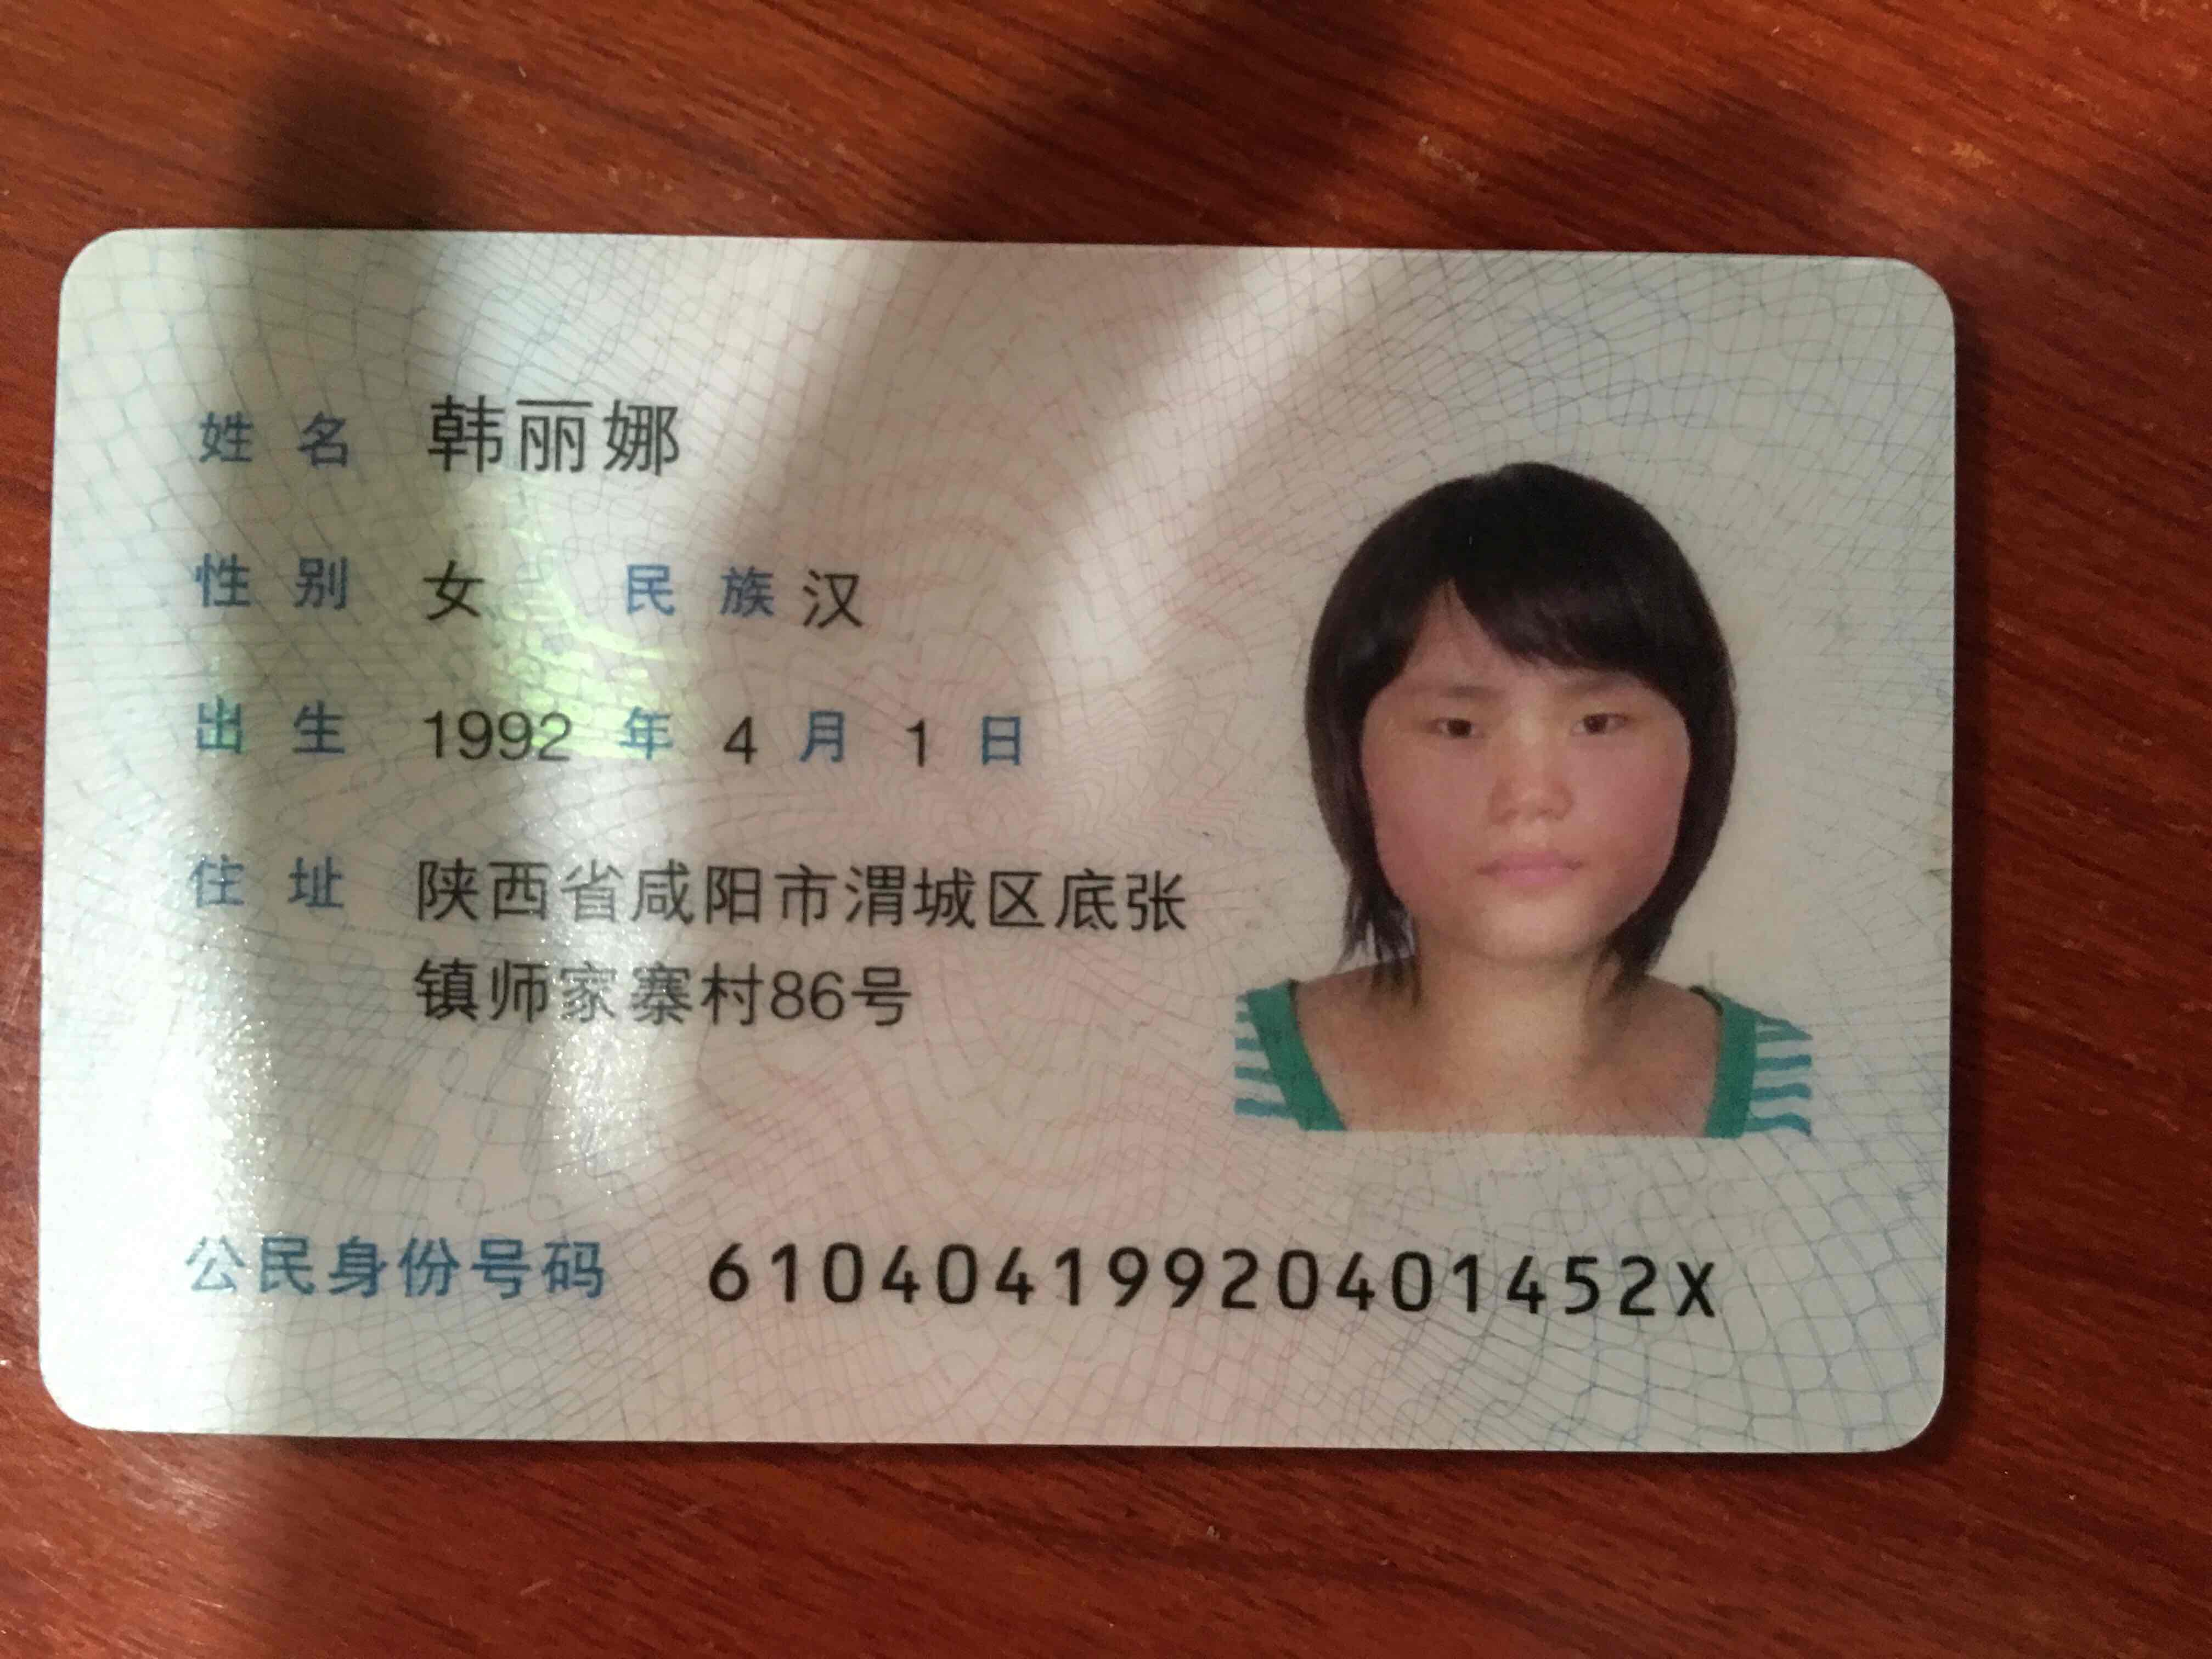 姓名 韩丽娜
性别 女 民族 汉
出生 1992 年 4 月 1 日
住址 陕西省咸阳市渭城区底张
镇师家寨村86号
公民身份号码 61040419920401452X